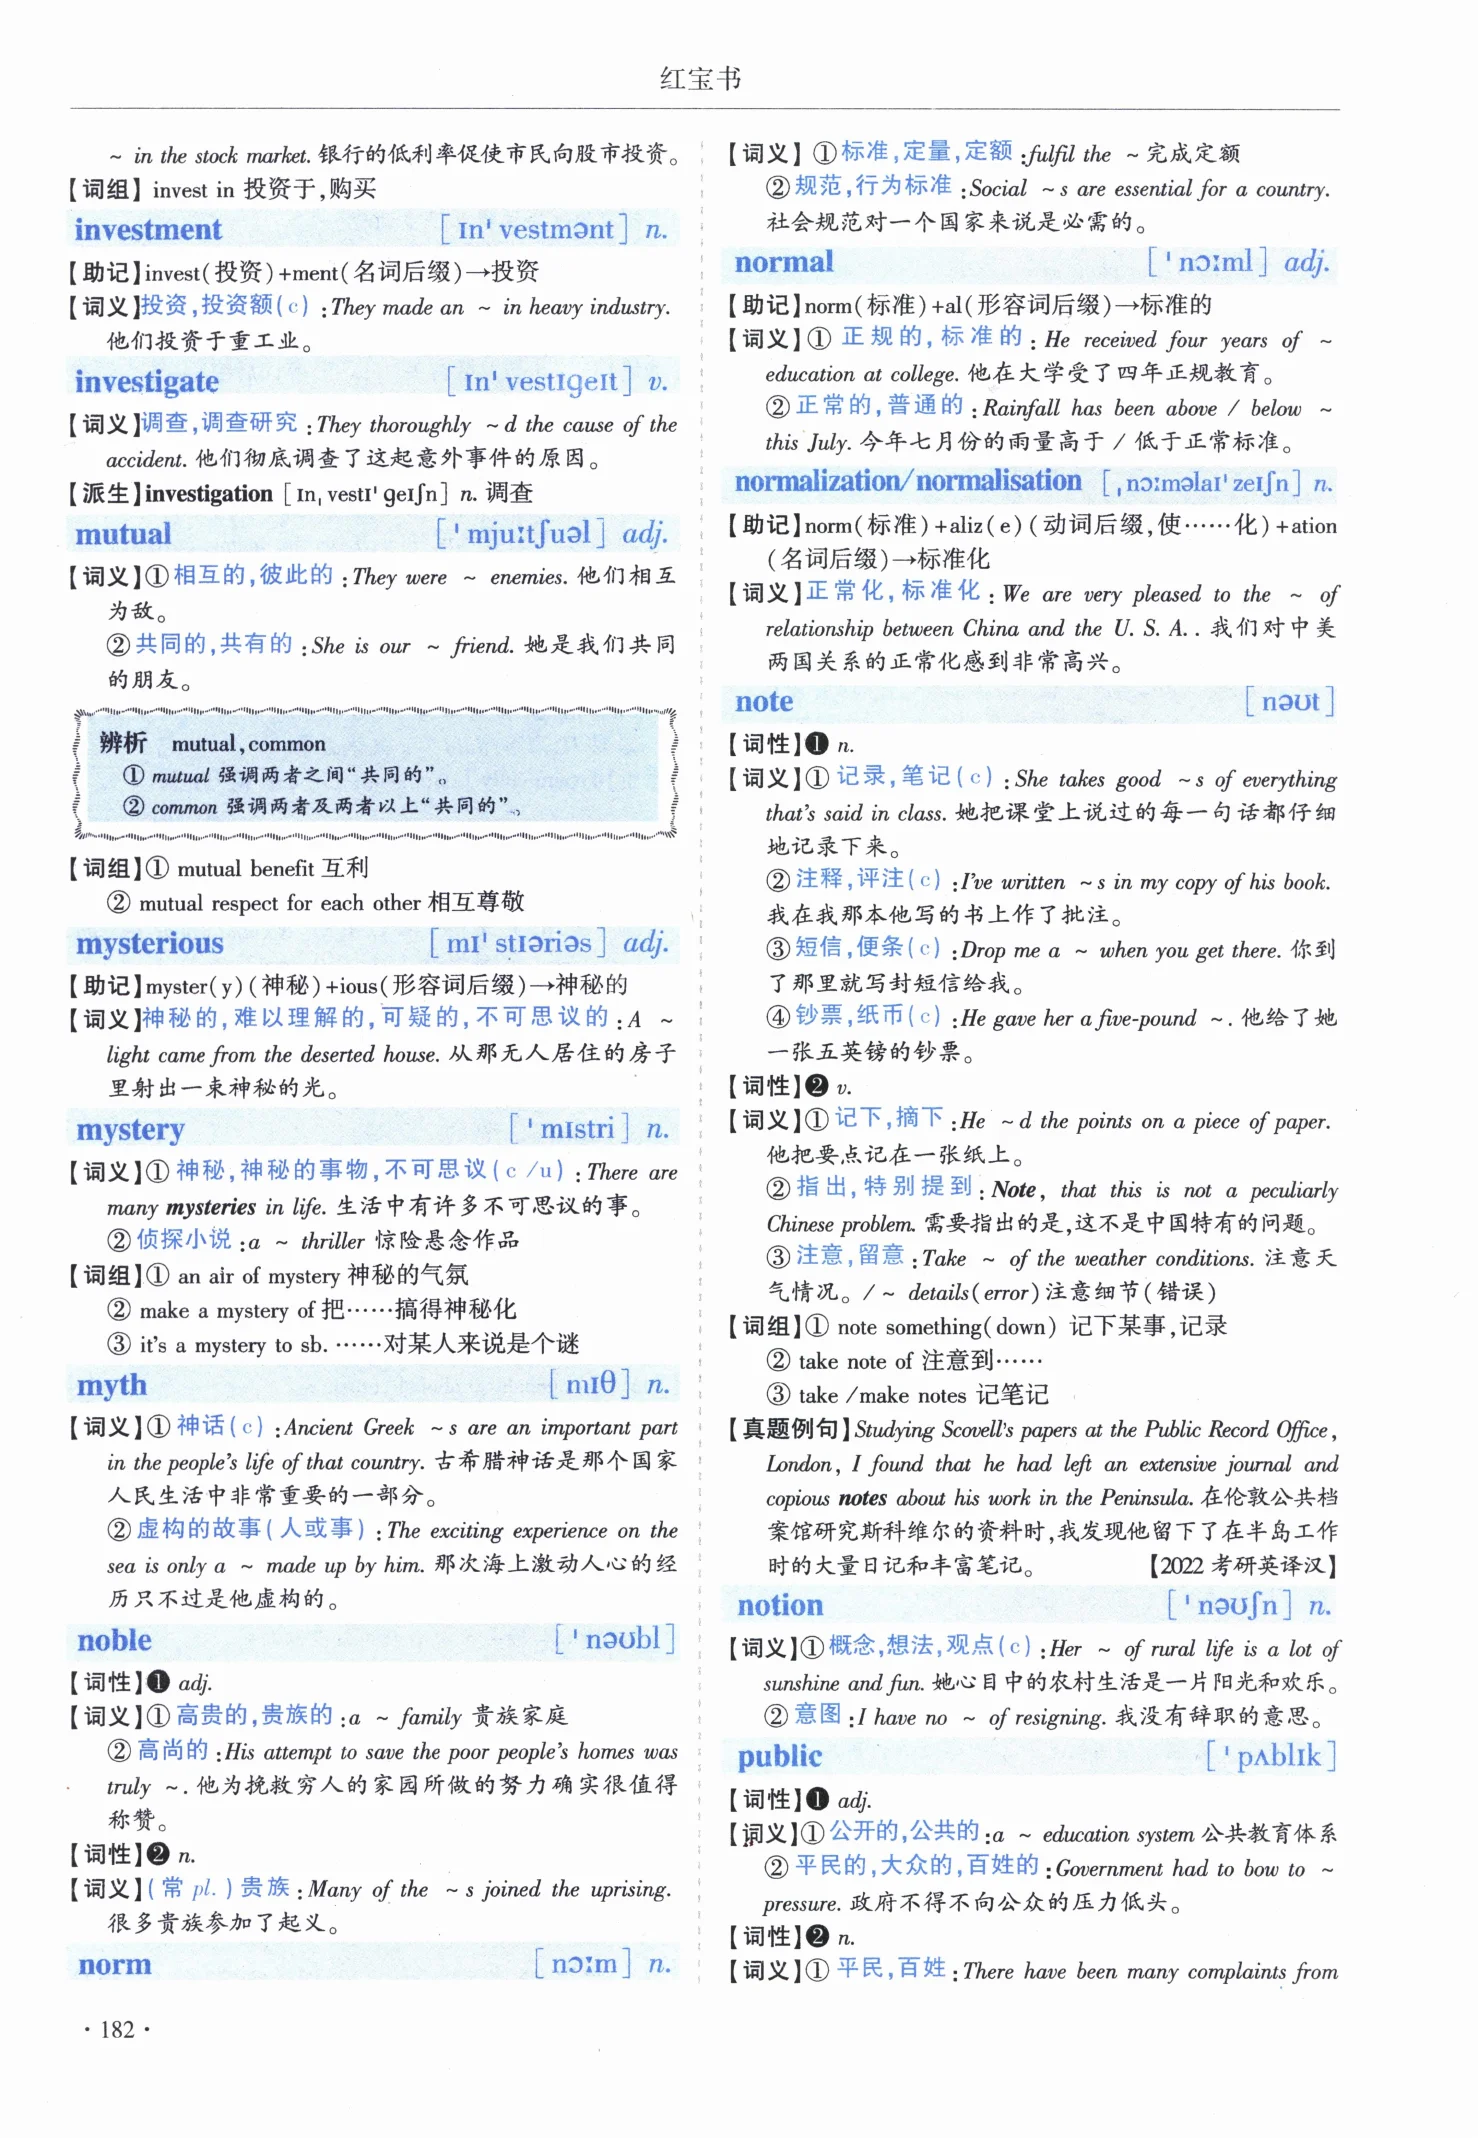 红宝书
~ in the stock market. 银行的低利率促使市民向股市投资。
【词组】 invest in 投资于,购买
investment [ɪnˈvestmənt] n.
【助记】invest(投资)+ment(名词后缀)→投资
【词义】投资,投资额(c):They made an ~ in heavy industry.
他们投资于重工业。
investigate [ɪnˈvestɪgeɪt] v.
【词义】调查,调查研究:They thoroughly ~d the cause of the
accident. 他们彻底调查了这起意外事件的原因。
【派生】investigation [ɪnˌvestɪˈgeɪʃn] n. 调查
mutual [ˈmjuːtʃuəl] adj.
【词义】①相互的,彼此的:They were ~ enemies. 他们相互
为敌。
②共同的,共有的:She is our ~ friend. 她是我们共同
的朋友。
辨析 mutual,common
① mutual 强调两者之间“共同的”。
② common 强调两者及两者以上“共同的”。
【词组】① mutual benefit 互利
② mutual respect for each other 相互尊敬
mysterious [mɪˈstɪəriəs] adj.
【助记】myster(y)(神秘)+ious(形容词后缀)→神秘的
【词义】神秘的,难以理解的,可疑的,不可思议的:A ~
light came from the deserted house. 从那无人居住的房子
里射出一束神秘的光。
mystery [ˈmɪstri] n.
【词义】①神秘,神秘的事物,不可思议(c/u):There are
many mysteries in life. 生活中有许多不可思议的事。
②侦探小说:a ~ thriller 惊险悬念作品
【词组】① an air of mystery 神秘的气氛
② make a mystery of 把……搞得神秘化
③ it's a mystery to sb. ……对某人来说是个谜
myth [mɪθ] n.
【词义】①神话(c):Ancient Greek ~s are an important part
in the people's life of that country. 古希腊神话是那个国家
人民生活中非常重要的一部分。
②虚构的故事(人或事):The exciting experience on the
sea is only a ~ made up by him. 那次海上激动人心的经
历只不过是他虚构的。
noble [ˈnəʊbl]
【词性】❶ adj.
【词义】①高贵的,贵族的:a ~ family 贵族家庭
②高尚的:His attempt to save the poor people's homes was
truly ~. 他为挽救穷人的家园所做的努力确实很值得
称赞。
【词性】❷ n.
【词义】(常 pl.)贵族:Many of the ~s joined the uprising.
很多贵族参加了起义。
norm [nɔːm] n.
· 182 ·
【词义】①标准,定量,定额:fulfil the ~ 完成定额
②规范,行为标准:Social ~s are essential for a country.
社会规范对一个国家来说是必需的。
normal [ˈnɔːml] adj.
【助记】norm(标准)+al(形容词后缀)→标准的
【词义】①正规的,标准的:He received four years of ~
education at college. 他在大学受了四年正规教育。
②正常的,普通的:Rainfall has been above / below ~
this July. 今年七月份的雨量高于/低于正常标准。
normalization/normalisation [ˌnɔːməlaɪˈzeɪʃn] n.
【助记】norm(标准)+aliz(e)(动词后缀,使……化)+ation
(名词后缀)→标准化
【词义】正常化,标准化:We are very pleased to the ~ of
relationship between China and the U. S. A.. 我们对中美
两国关系的正常化感到非常高兴。
note [nəʊt]
【词性】❶ n.
【词义】①记录,笔记(c):She takes good ~s of everything
that's said in class. 她把课堂上说过的每一句话都仔细
地记录下来。
②注释,评注(c):I've written ~s in my copy of his book.
我在我那本他写的书上作了批注。
③短信,便条(c):Drop me a ~ when you get there. 你到
了那里就写封短信给我。
④钞票,纸币(c):He gave her a five-pound ~. 他给了她
一张五英镑的钞票。
【词性】❷ v.
【词义】①记下,摘下:He ~d the points on a piece of paper.
他把要点记在一张纸上。
②指出,特别提到:Note, that this is not a peculiarly
Chinese problem. 需要指出的是,这不是中国特有的问题。
③注意,留意:Take ~ of the weather conditions. 注意天
气情况。/ ~ details(error)注意细节(错误)
【词组】① note something(down) 记下某事,记录
② take note of 注意到……
③ take /make notes 记笔记
【真题例句】Studying Scovell's papers at the Public Record Office,
London, I found that he had left an extensive journal and
copious notes about his work in the Peninsula. 在伦敦公共档
案馆研究斯科维尔的资料时,我发现他留下了在半岛工作
时的大量日记和丰富笔记。 【2022 考研英译汉】
notion [ˈnəʊʃn] n.
【词义】①概念,想法,观点(c):Her ~ of rural life is a lot of
sunshine and fun. 她心目中的农村生活是一片阳光和欢乐。
②意图:I have no ~ of resigning. 我没有辞职的意思。
public [ˈpʌblɪk]
【词性】❶ adj.
【词义】①公开的,公共的:a ~ education system 公共教育体系
②平民的,大众的,百姓的:Government had to bow to ~
pressure. 政府不得不向公众的压力低头。
【词性】❷ n.
【词义】①平民,百姓:There have been many complaints from